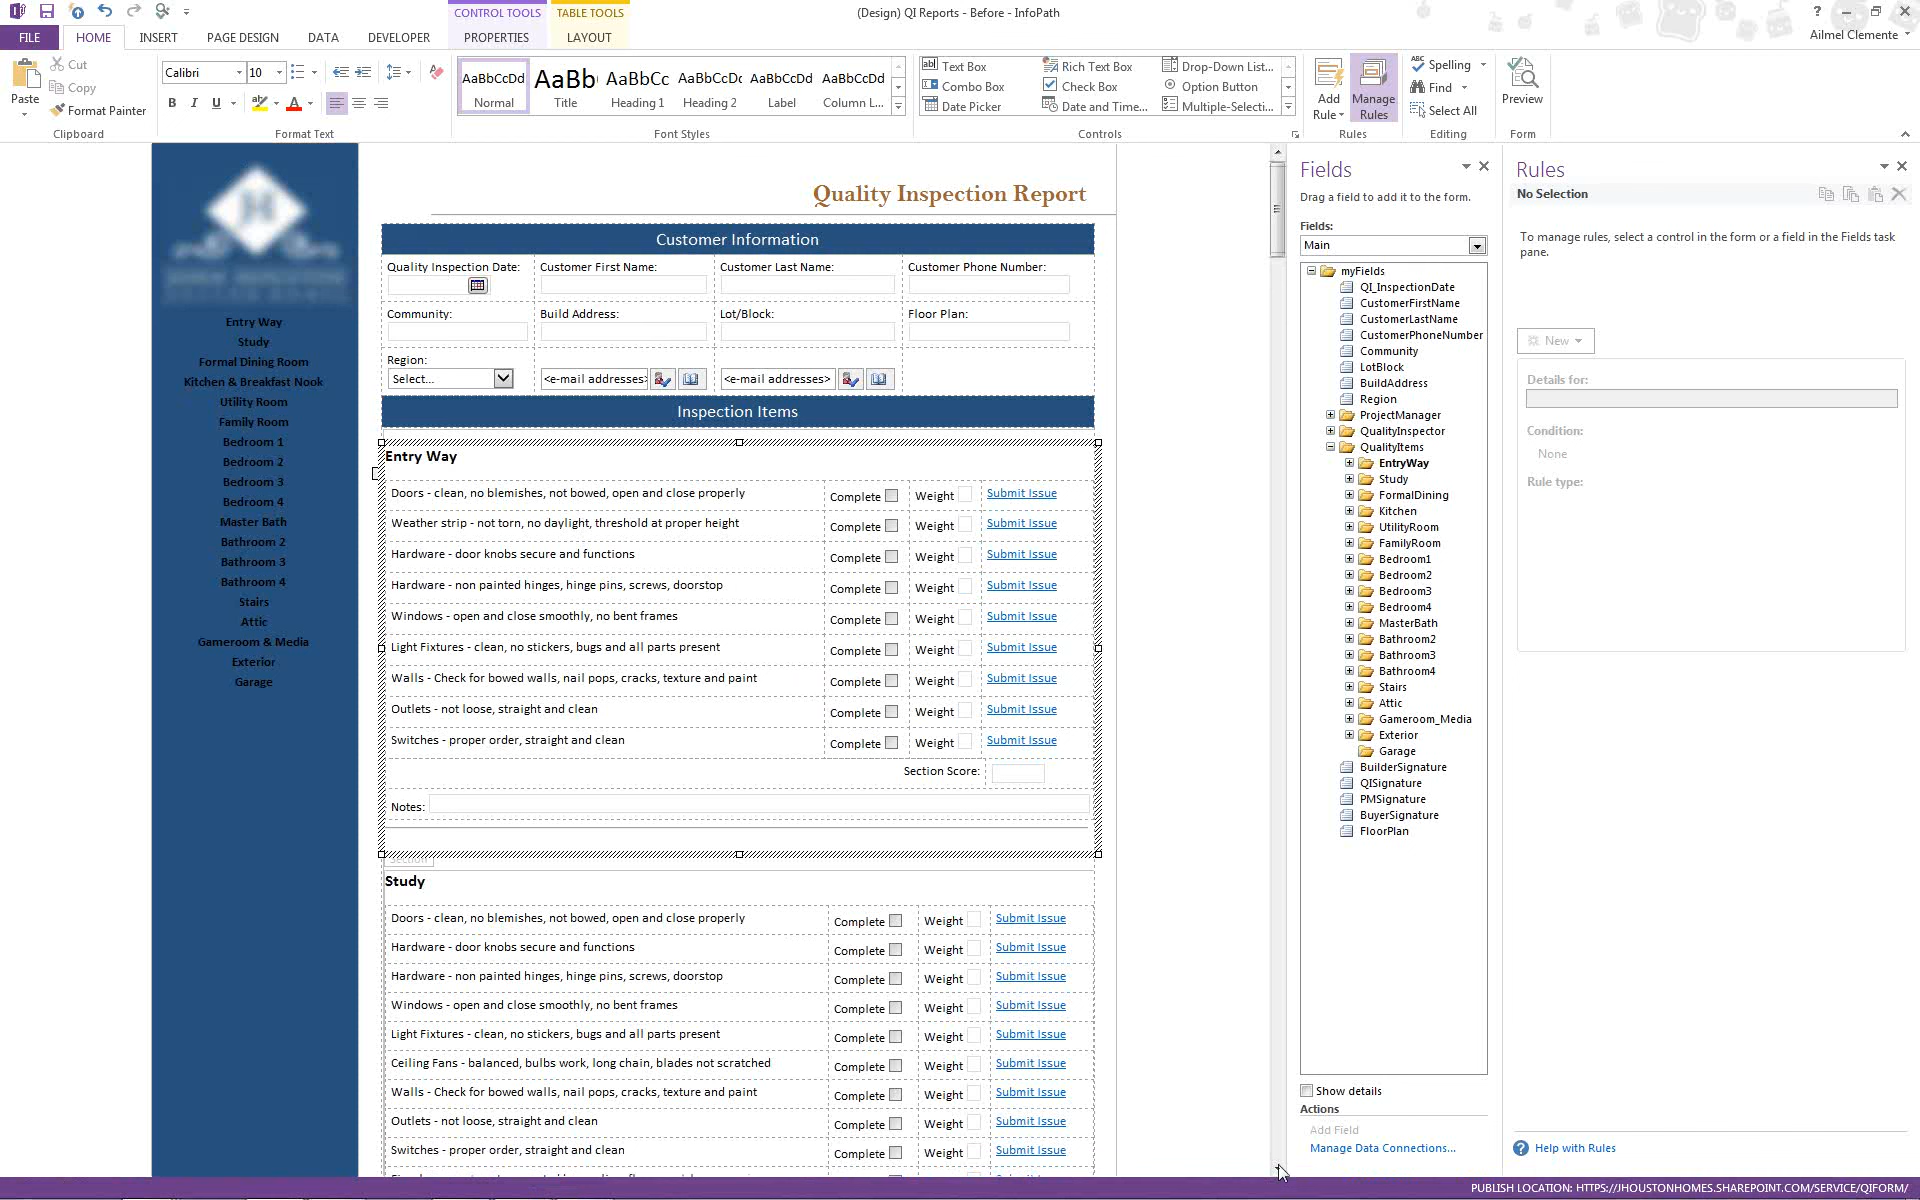 CONTROL TOOLS TABLE TOOLS (Design) QI Reports - Before - InfoPath ?
FILE HOME INSERT PAGE DESIGN DATA DEVELOPER PROPERTIES LAYOUT Ailmel Clemente
Paste
Cut
Copy
Format Painter
Clipboard
Calibri 10
B I U A
Format Text
AaBbCcDd Normal
AaBb Title
AaBbCc Heading 1
AaBbCcDc Heading 2
AaBbCcDd Label
AaBbCcDd Column L...
Font Styles
Text Box Rich Text Box Drop-Down List...
Combo Box Check Box Option Button
Date Picker Date and Time... Multiple-Selecti...
Controls
Add Rule
Manage Rules
Rules
Spelling
Find
Select All
Editing
Preview
Form
Entry Way
Study
Formal Dining Room
Kitchen & Breakfast Nook
Utility Room
Family Room
Bedroom 1
Bedroom 2
Bedroom 3
Bedroom 4
Master Bath
Bathroom 2
Bathroom 3
Bathroom 4
Stairs
Attic
Gameroom & Media
Exterior
Garage
Quality Inspection Report
Customer Information
Quality Inspection Date: Customer First Name: Customer Last Name: Customer Phone Number:
Community: Build Address: Lot/Block: Floor Plan:
Region:
Select... <e-mail addresses> <e-mail addresses>
Inspection Items
Entry Way
Doors - clean, no blemishes, not bowed, open and close properly Complete Weight Submit Issue
Weather strip - not torn, no daylight, threshold at proper height Complete Weight Submit Issue
Hardware - door knobs secure and functions Complete Weight Submit Issue
Hardware - non painted hinges, hinge pins, screws, doorstop Complete Weight Submit Issue
Windows - open and close smoothly, no bent frames Complete Weight Submit Issue
Light Fixtures - clean, no stickers, bugs and all parts present Complete Weight Submit Issue
Walls - Check for bowed walls, nail pops, cracks, texture and paint Complete Weight Submit Issue
Outlets - not loose, straight and clean Complete Weight Submit Issue
Switches - proper order, straight and clean Complete Weight Submit Issue
Section Score:
Notes:
Section
Study
Doors - clean, no blemishes, not bowed, open and close properly Complete Weight Submit Issue
Hardware - door knobs secure and functions Complete Weight Submit Issue
Hardware - non painted hinges, hinge pins, screws, doorstop Complete Weight Submit Issue
Windows - open and close smoothly, no bent frames Complete Weight Submit Issue
Light Fixtures - clean, no stickers, bugs and all parts present Complete Weight Submit Issue
Ceiling Fans - balanced, bulbs work, long chain, blades not scratched Complete Weight Submit Issue
Walls - Check for bowed walls, nail pops, cracks, texture and paint Complete Weight Submit Issue
Outlets - not loose, straight and clean Complete Weight Submit Issue
Switches - proper order, straight and clean Complete Weight Submit Issue
Fields
Drag a field to add it to the form.
Fields:
Main
myFields
QI_InspectionDate
CustomerFirstName
CustomerLastName
CustomerPhoneNumber
Community
LotBlock
BuildAddress
Region
ProjectManager
QualityInspector
QualityItems
EntryWay
Study
FormalDining
Kitchen
UtilityRoom
FamilyRoom
Bedroom1
Bedroom2
Bedroom3
Bedroom4
MasterBath
Bathroom2
Bathroom3
Bathroom4
Stairs
Attic
Gameroom_Media
Exterior
Garage
BuilderSignature
QISignature
PMSignature
BuyerSignature
FloorPlan
Show details
Actions
Add Field
Manage Data Connections...
Rules
No Selection
To manage rules, select a control in the form or a field in the Fields task
pane.
New
Details for:
Condition:
None
Rule type:
Help with Rules
PUBLISH LOCATION: HTTPS://JHOUSTONHOMES.SHAREPOINT.COM/SERVICE/QIFORM/